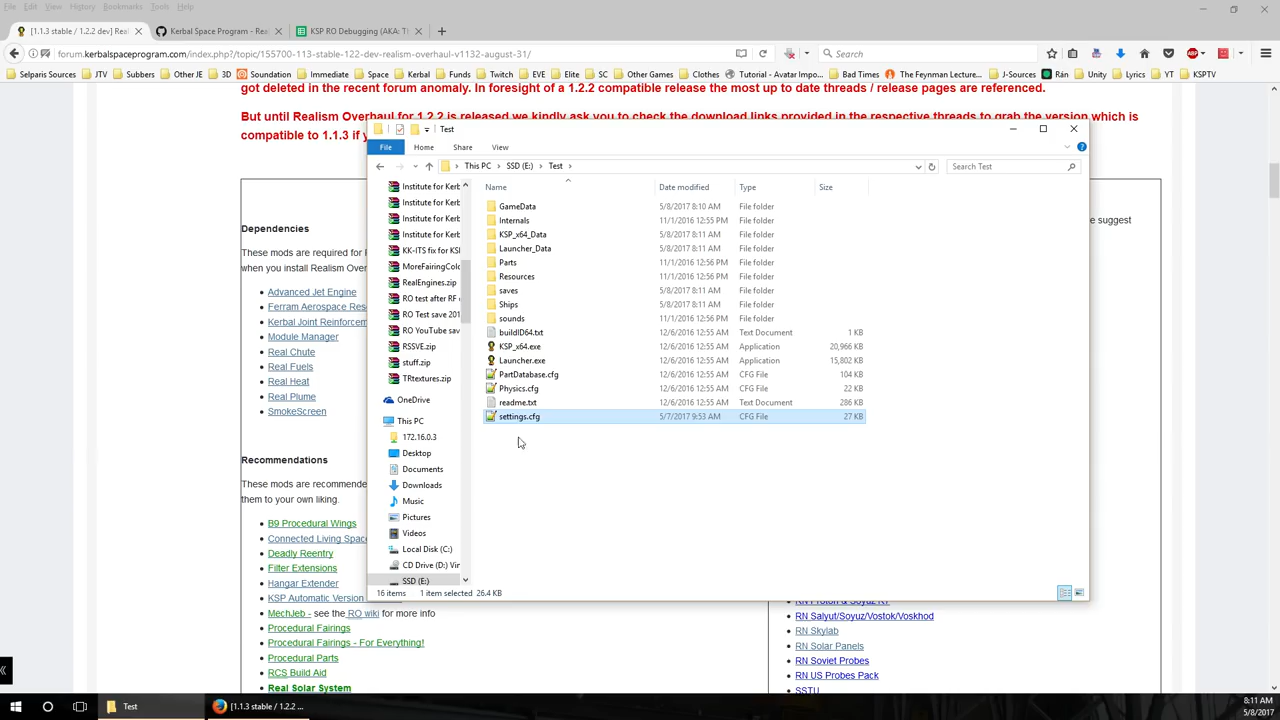 File Edit View History Bookmarks Tools Help
[1.1.3 stable / 1.2.2 dev] Real
Kerbal Space Program - Rea
KSP RO Debugging (AKA: Th
forum.kerbalspaceprogram.com/index.php?/topic/155700-113-stable-122-dev-realism-overhaul-v1132-august-31/
Search
ABP
Selparis Sources JTV Subbers Other JE 3D Soundation Immediate Space Kerbal Funds Twitch EVE Elite SC Other Games Clothes Tutorial - Avatar Impo... Bad Times The Feynman Lecture... J-Sources Rán Unity Lyrics YT KSPTV
got deleted in the recent forum anomaly. In foresight of a 1.2.2 compatible release the most up to date threads / release pages are referenced.
But until Realism Overhaul for 1.2.2 is released we kindly ask you to check the download links provided in the respective threads to grab the version which is
compatible to 1.1.3 if y
Test
File Home Share View
This PC SSD (E:) Test
Search Test
Name Date modified Type Size
GameData 5/8/2017 8:10 AM File folder
Internals 11/1/2016 12:55 PM File folder
KSP_x64_Data 5/8/2017 8:11 AM File folder
Launcher_Data 5/8/2017 8:11 AM File folder
Parts 11/1/2016 12:56 PM File folder
Resources 11/1/2016 12:56 PM File folder
saves 5/8/2017 8:11 AM File folder
Ships 5/8/2017 8:11 AM File folder
sounds 11/1/2016 12:56 PM File folder
buildID64.txt 12/6/2016 12:55 AM Text Document 1 KB
KSP_x64.exe 12/6/2016 12:55 AM Application 20,966 KB
Launcher.exe 12/6/2016 12:55 AM Application 15,802 KB
PartDatabase.cfg 12/6/2016 12:55 AM CFG File 104 KB
Physics.cfg 12/6/2016 12:55 AM CFG File 22 KB
readme.txt 12/6/2016 12:55 AM Text Document 286 KB
settings.cfg 5/7/2017 9:53 AM CFG File 27 KB
Institute for Kerb
Institute for Kerb
Institute for Kerb
Institute for Kerb
KK-ITS fix for KSI
MoreFairingColo
RealEngines.zip
RO test after RF
RO Test save 201
RO YouTube sav
RSSVE.zip
stuff.zip
TRtextures.zip
OneDrive
This PC
172.16.0.3
Desktop
Documents
Downloads
Music
Pictures
Videos
Local Disk (C:)
CD Drive (D:) Vir
SSD (E:)
16 items 1 item selected 26.4 KB
Dependencies
These mods are required for
when you install Realism Over
Advanced Jet Engine
Ferram Aerospace Res
Kerbal Joint Reinforcem
Module Manager
Real Chute
Real Fuels
Real Heat
Real Plume
SmokeScreen
Recommendations
These mods are recommended
them to your own liking.
B9 Procedural Wings
Connected Living Space
Deadly Reentry
Filter Extensions
Hangar Extender
KSP Automatic Version
MechJeb - see the RO wiki for more info
Procedural Fairings
Procedural Fairings - For Everything!
Procedural Parts
RCS Build Aid
Real Solar System
e suggest
RN Proton & Soyuz RT
RN Salyut/Soyuz/Vostok/Voskhod
RN Skylab
RN Solar Panels
RN Soviet Probes
RN US Probes Pack
SSTU
Test
[1.1.3 stable / 1.2.2 ...
8:11 AM
5/8/2017